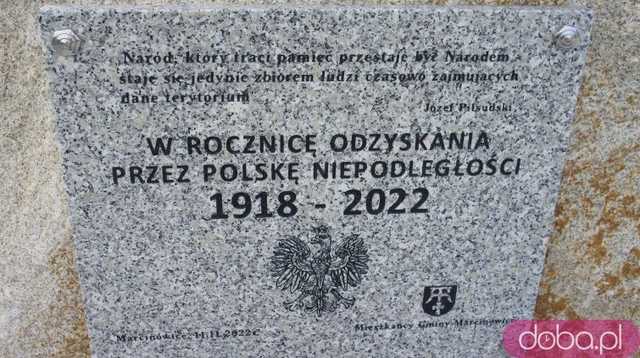 Naród, który traci pamięć przestaje być Narodem -
staje się jedynie zbiorem ludzi czasowo zajmujących
dane terytorium
Józef Piłsudski
W ROCZNICĘ ODZYSKANIA
PRZEZ POLSKĘ NIEPODLEGŁOŚCI
1918 - 2022
Marcinowice, 11.11.2022r.
Mieszkańcy Gminy Marcinowice
doba.pl